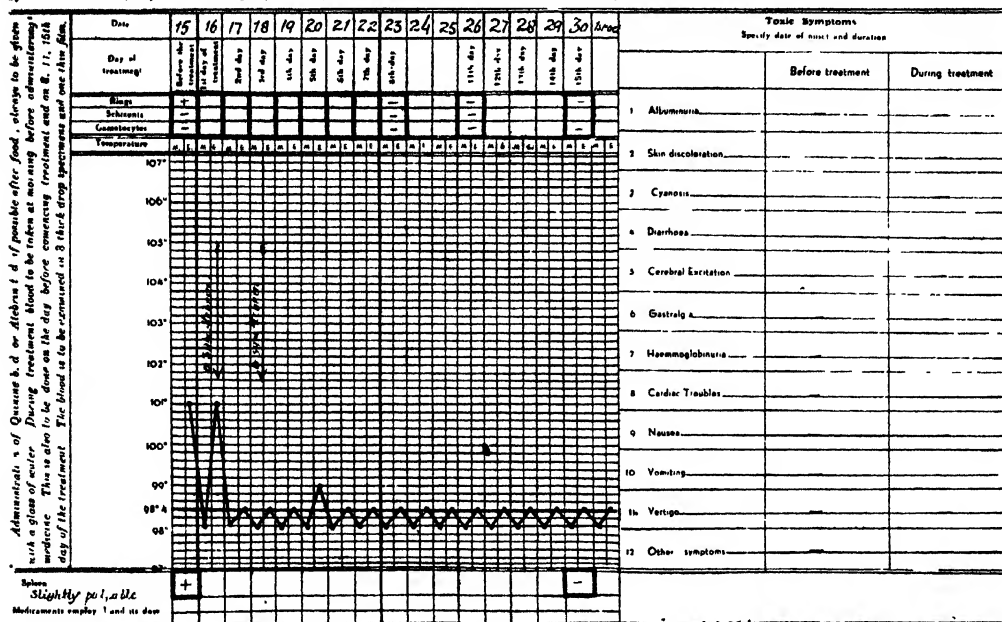 Administration of Quinine b. d or Atebrin t d if possible after food, always to be given
with a glass of water During treatment blood to be taken at morning before administering
medicine This is also to be done on the day before comencing treatment and on 8, 11, 15th
day of the treatment The blood is to be examined in 3 thick drop specimens and one thin film.
Date 15 16 17 18 19 20 21 22 23 24 25 26 27 28 29 30
Day of treatment
Before the treatment
1st day of treatment
2nd day
3rd day
4th day
5th day
6th day
7th day
8th day
11th day
12th day
13th day
14th day
15th day
Rings + - - -
Schizonts - - -
Gametocytes - - - -
Temperature
107°
106°
105°
104°
103°
102°
101°
100°
99°
98° 4
98°
97°
Spleen + -
Slightly palpable
Medicaments employ
Toxic Symptoms
Specify date of onset and duration
Before treatment During treatment
1 Albuminuria
2 Skin discoloration
3 Cyanosis
4 Diarrhoea
5 Cerebral Excitation
6 Gastralg a
7 Haemmoglobinuria
8 Cardiac Troubles
9 Nausea
10 Vomiting
11 Vertigo
12 Other symptoms